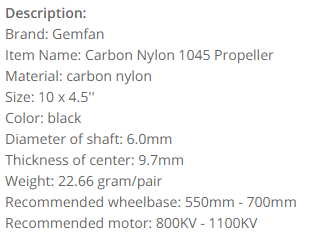 Description:
Brand: Gemfan
Item Name: Carbon Nylon 1045 Propeller
Material: carbon nylon
Size: 10 x 4.5''
Color: black
Diameter of shaft: 6.0mm
Thickness of center: 9.7mm
Weight: 22.66 gram/pair
Recommended wheelbase: 550mm - 700mm
Recommended motor: 800KV - 1100KV